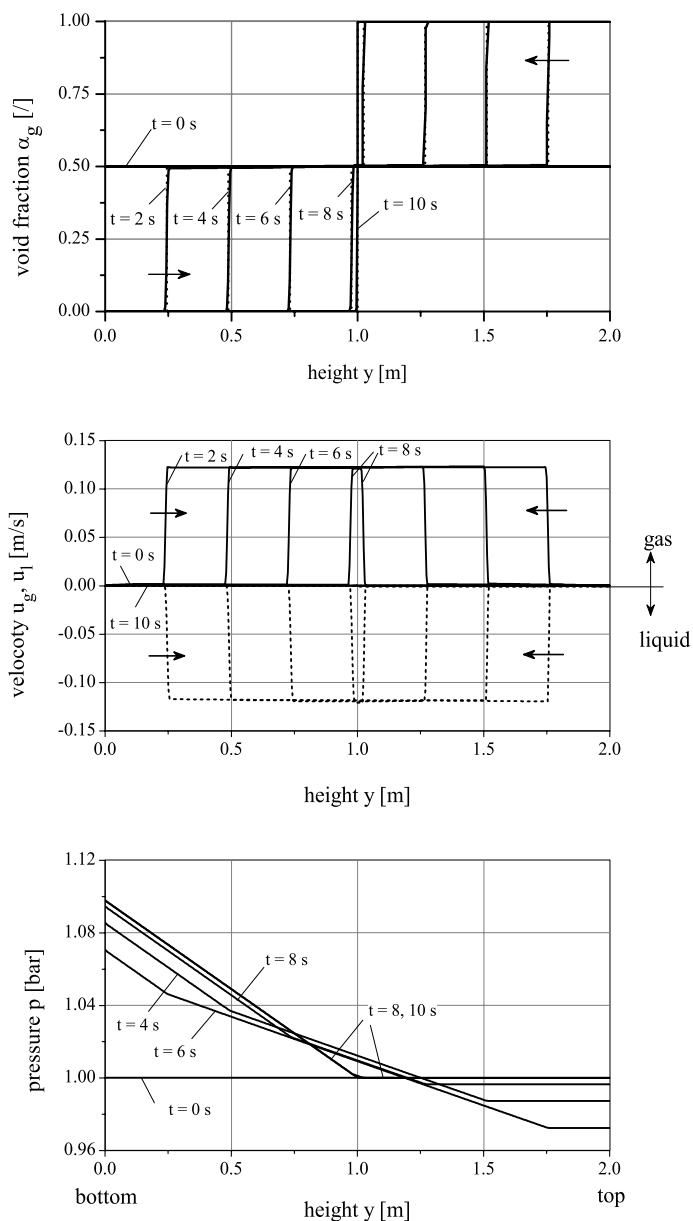 1.00
0.75
0.50
0.25
0.00
void fraction αg [/]
t = 0 s
t = 2 s
t = 4 s
t = 6 s
t = 8 s
t = 10 s
0.0
0.5
1.0
1.5
2.0
height y [m]
0.15
0.10
0.05
0.00
-0.05
-0.10
-0.15
velocoty ug, ul [m/s]
t = 2 s
t = 4 s
t = 6 s
t = 8 s
t = 0 s
t = 10 s
gas
liquid
0.0
0.5
1.0
1.5
2.0
height y [m]
1.12
1.08
1.04
1.00
0.96
pressure p [bar]
t = 8 s
t = 4 s
t = 6 s
t = 8, 10 s
t = 0 s
0.0
0.5
1.0
1.5
2.0
bottom
height y [m]
top